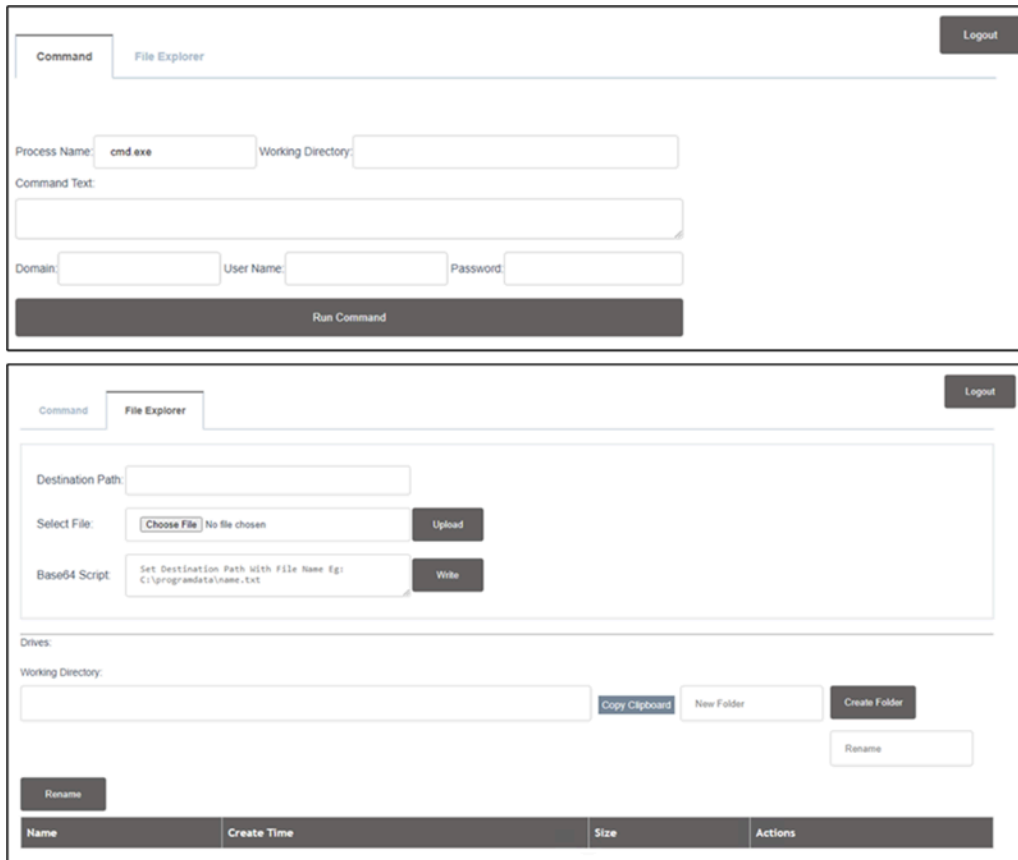 Logout
Command File Explorer
Process Name: cmd.exe Working Directory:
Command Text:
Domain: User Name: Password:
Run Command
Logout
Command File Explorer
Destination Path:
Select File: Choose File No file chosen Upload
Base64 Script Set Destination Path With File Name Eg:
C:\programdata\name.txt Write
Drives:
Working Directory:
Copy Clipboard New Folder Create Folder
Rename
Rename
Name Create Time Size Actions